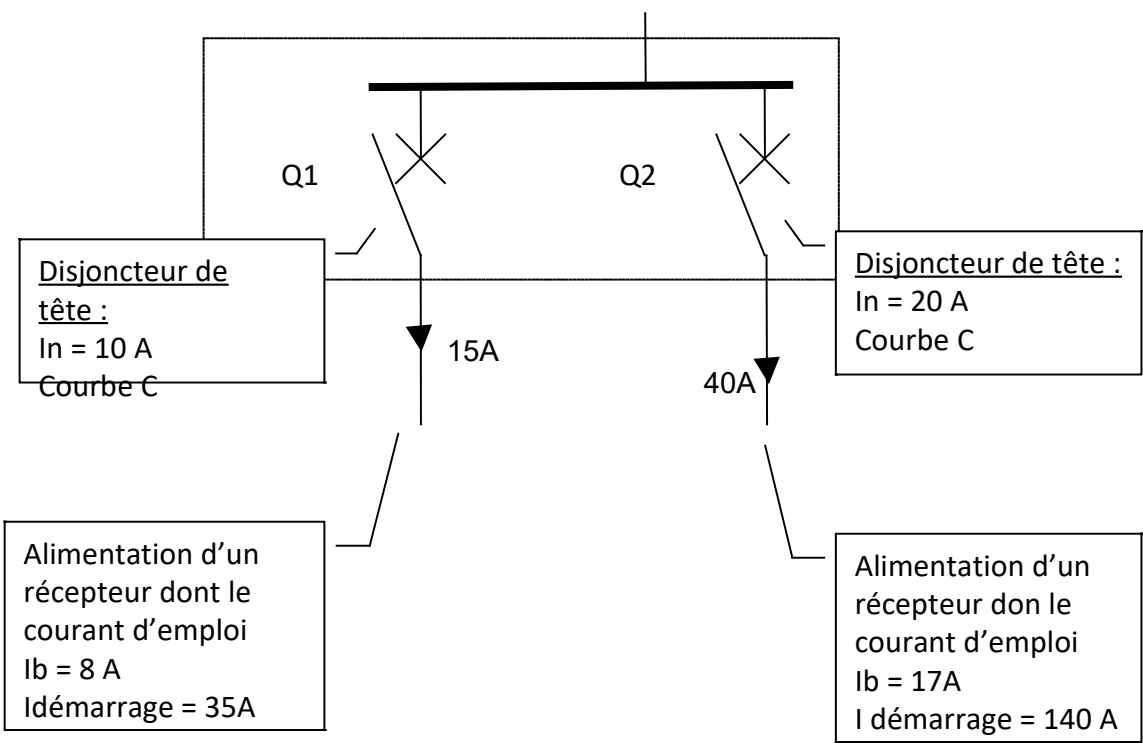 Q1
Q2
Disjoncteur de
tête :
In = 10 A
Courbe C
Disjoncteur de tête :
In = 20 A
Courbe C
15A
40A
Alimentation d’un
récepteur dont le
courant d’emploi
Ib = 8 A
Idémarrage = 35A
Alimentation d’un
récepteur don le
courant d’emploi
Ib = 17A
I démarrage = 140 A